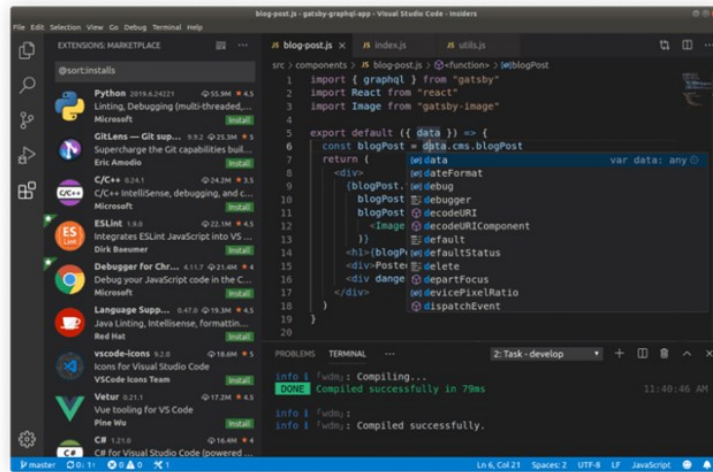 blog-post.js - gatsby-graphql-app - Visual Studio Code - Insiders
File Edit Selection View Go Debug Terminal Help
EXTENSIONS: MARKETPLACE
@sort:installs
Python 2019.6.24221 55.9M 4.5
Linting, Debugging (multi-threaded,...
Microsoft Install
GitLens — Git sup... 9.9.2 25.3M 5
Supercharge the Git capabilities buil...
Eric Amodio Install
C/C++ 0.24.0 24.2M 3.5
C/C++ IntelliSense, debugging, and c...
Microsoft Install
ESLint 1.9.0 22.1M 4.5
Integrates ESLint JavaScript into VS ...
Dirk Baeumer Install
Debugger for Chr... 4.11.7 21.4M 4
Debug your JavaScript code in the C...
Microsoft Install
Language Supp... 0.47.0 19.3M 4.5
Java Linting, Intellisense, formattin...
Red Hat Install
vscode-icons 9.2.0 18.6M 5
Icons for Visual Studio Code
VSCode Icons Team Install
Vetur 0.21.1 17.2M 4.5
Vue tooling for VS Code
Pine Wu Install
C# 1.21.0 16.4M 4
C# for Visual Studio Code (powered ...
JS blog-post.js JS index.js JS utils.js
src > components > JS blog-post.js > <function> > blogPost
1 import { graphql } from "gatsby"
2 import React from "react"
3 import Image from "gatsby-image"
4
5 export default ({ data }) => {
6 const blogPost = data.cms.blogPost
7 return (
8 <div>
9 {blogPost.
10 blogPost
11 blogPost
12 <Image
13 )}
14 <h1>{blogP
15 <div>Poste
16 <div dange
17 </div>
18 )
19 }
20
data var data: any
dateFormat
debug
debugger
decodeURI
decodeURIComponent
default
defaultStatus
delete
departFocus
devicePixelRatio
dispatchEvent
PROBLEMS TERMINAL ... 2: Task - develop
info i ｢wdm｣: Compiling...
DONE Compiled successfully in 79ms 11:40:46 AM
info i ｢wdm｣:
info i ｢wdm｣: Compiled successfully.
master 0↓ 1↑ 0 0 1 Ln 6, Col 21 Spaces: 2 UTF-8 LF JavaScript